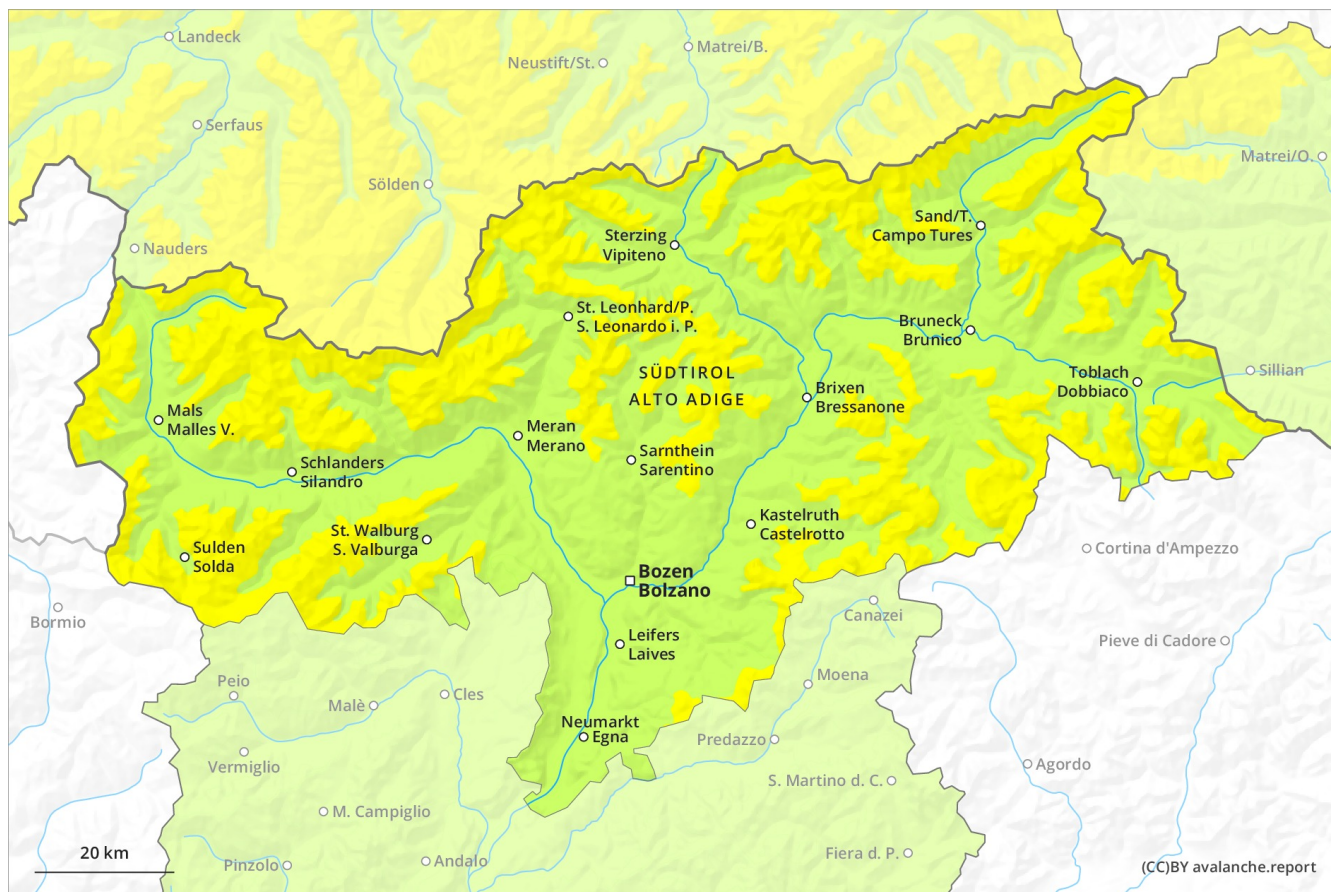 Landeck
Matrei/B.
Neustift/St.
Serfaus
Matrei/O.
Sölden
Nauders
Sand/T.
Campo Tures
Sterzing
Vipiteno
St. Leonhard/P.
S. Leonardo i. P.
Bruneck
Brunico
SÜDTIROL
ALTO ADIGE
Toblach
Dobbiaco
Sillian
Brixen
Bressanone
Mals
Malles V.
Meran
Merano
Sarnthein
Sarentino
Schlanders
Silandro
Kastelruth
Castelrotto
St. Walburg
S. Valburga
Sulden
Solda
Cortina d'Ampezzo
Bozen
Bolzano
Bormio
Canazei
Leifers
Laives
Pieve di Cadore
Peio
Moena
Cles
Malè
Neumarkt
Egna
Predazzo
Vermiglio
Agordo
S. Martino d. C.
M. Campiglio
20 km
Andalo
Fiera d. P.
Pinzolo
(CC)BY avalanche.report